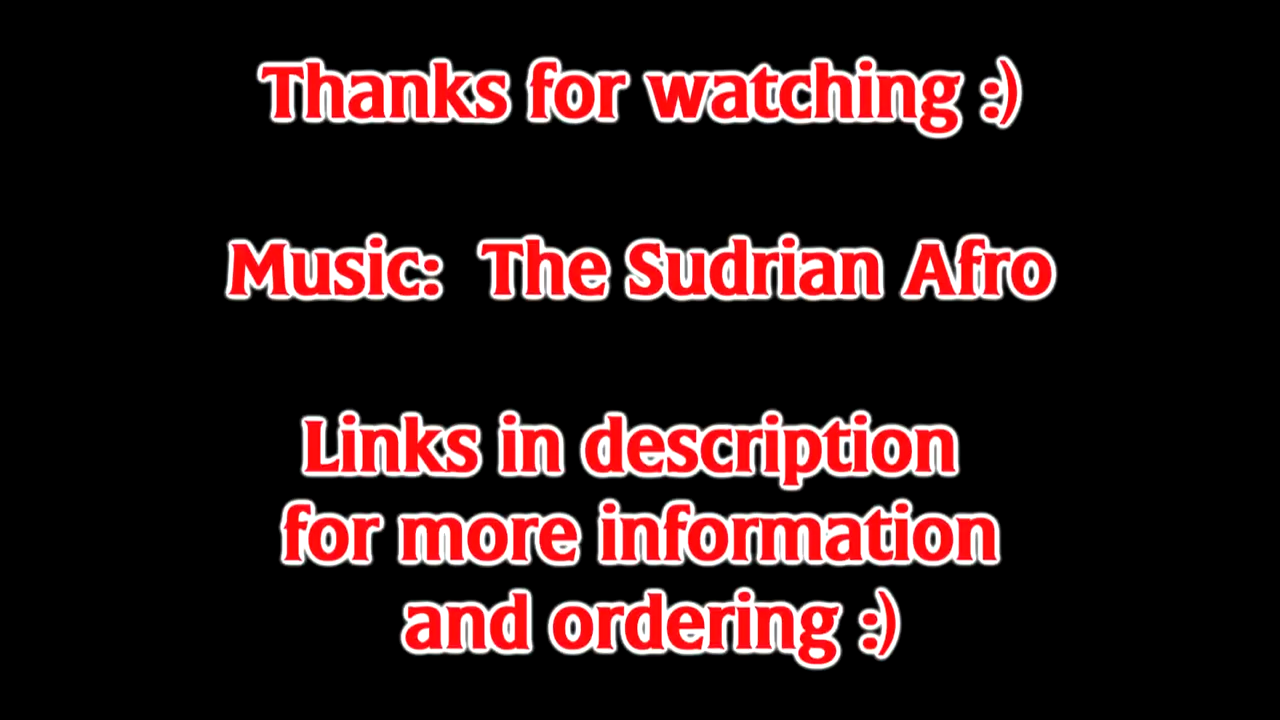 Thanks for watching :)
Music:  The Sudrian Afro
Links in description
for more information
and ordering :)